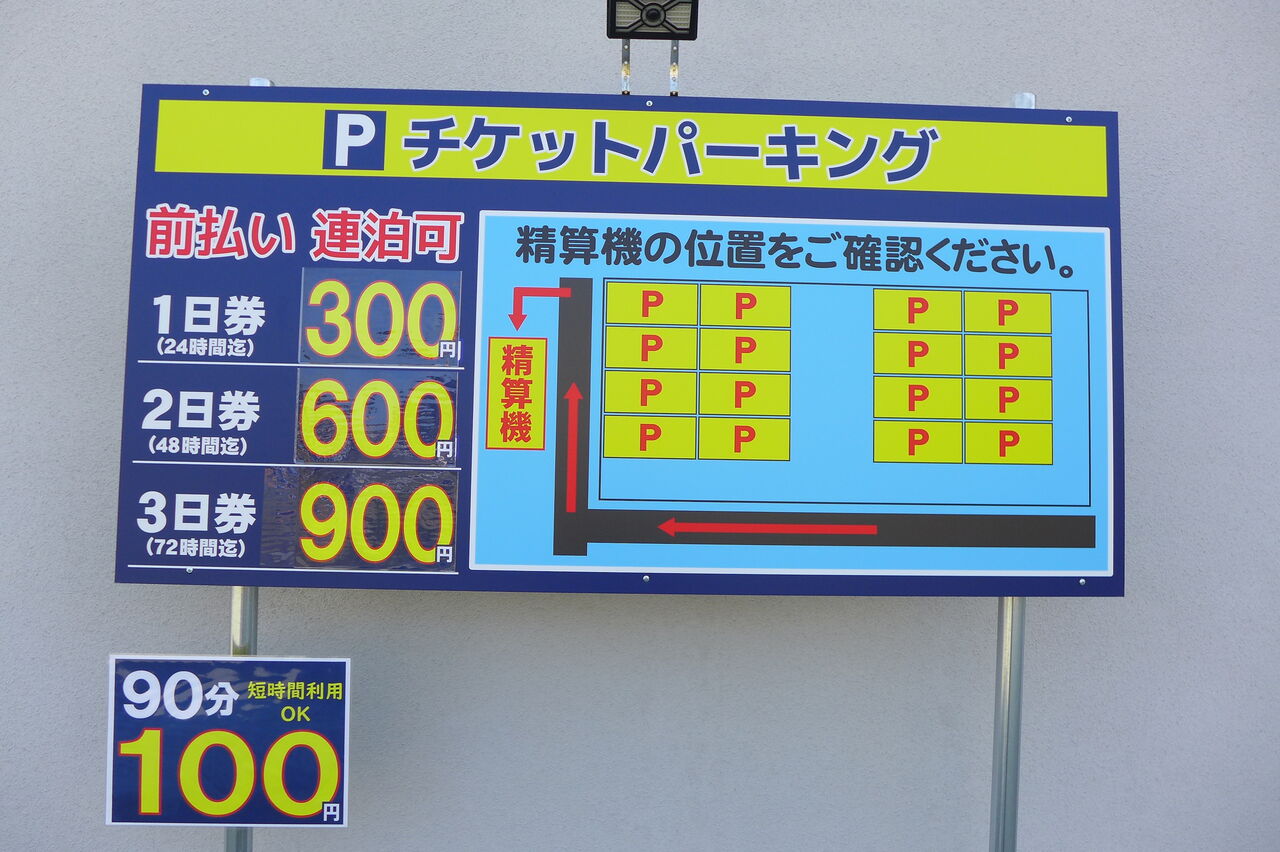 P チケットパーキング
前払い 連泊可
1日券 300円
(24時間迄)
2日券 600円
(48時間迄)
3日券 900円
(72時間迄)
精算機の位置をご確認ください。
P P P P
P P P P
P P P P
P P P P
精算機
90分 短時間利用
OK
100円